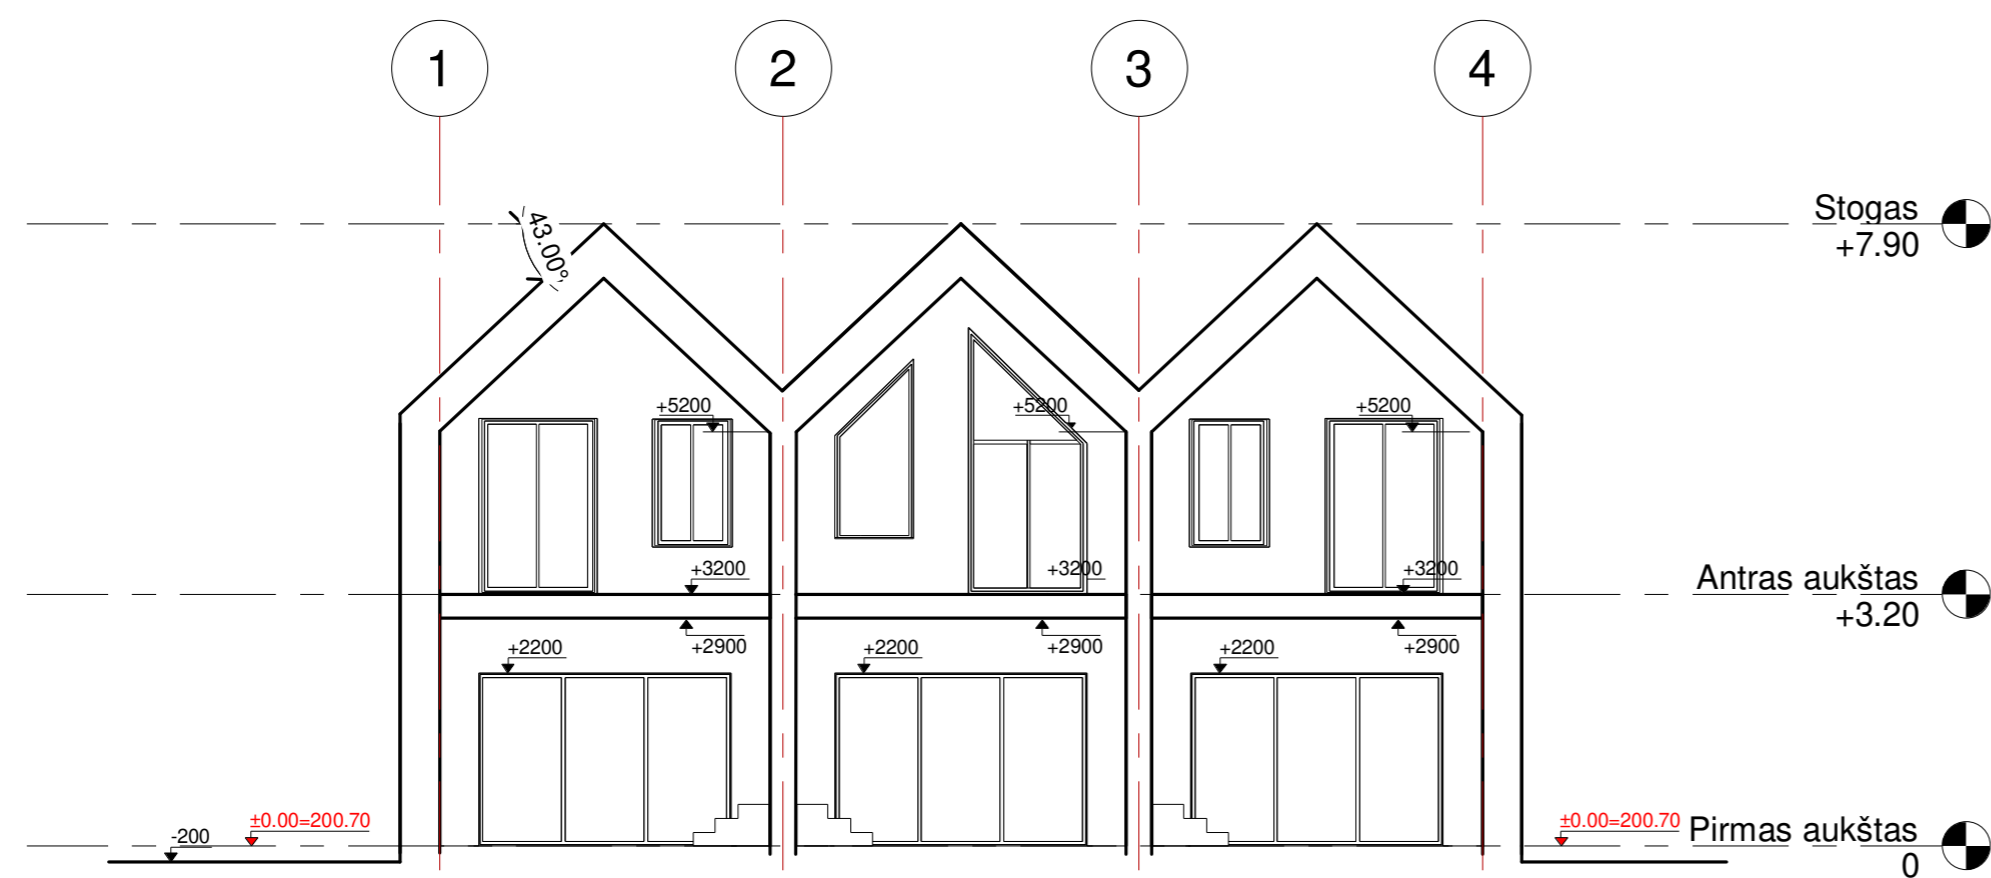 1 2 3 4
43.00°
Stogas
+7.90
+5200 +5200 +5200
+3200 +3200 +3200
Antras aukštas
+3.20
+2900 +2900 +2900
+2200 +2200 +2200
-200
±0.00=200.70 ±0.00=200.70
Pirmas aukštas
0